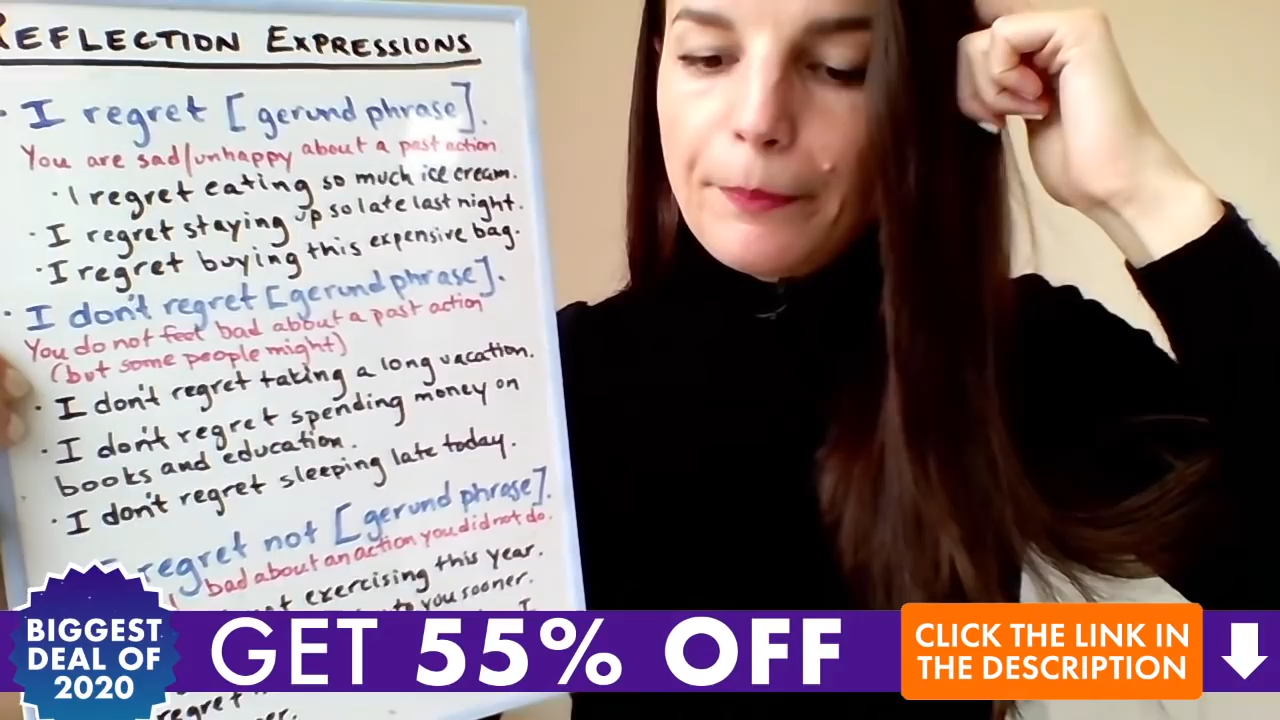 REFLECTION EXPRESSIONS
• I regret [gerund phrase].
You are sad/unhappy about a past action
• I regret eating so much ice cream.
• I regret staying up so late last night.
• I regret buying this expensive bag.
• I don't regret [gerund phrase].
You do not feel bad about a past action
(but some people might)
• I don't regret taking a long vacation.
• I don't regret spending money on
books and education.
• I don't regret sleeping late today.
regret not [gerund phrase].
bad about an action you did not do.
exercising this year.
to you sooner.
I
regret
BIGGEST
DEAL OF
2020
GET 55% OFF
CLICK THE LINK IN
THE DESCRIPTION